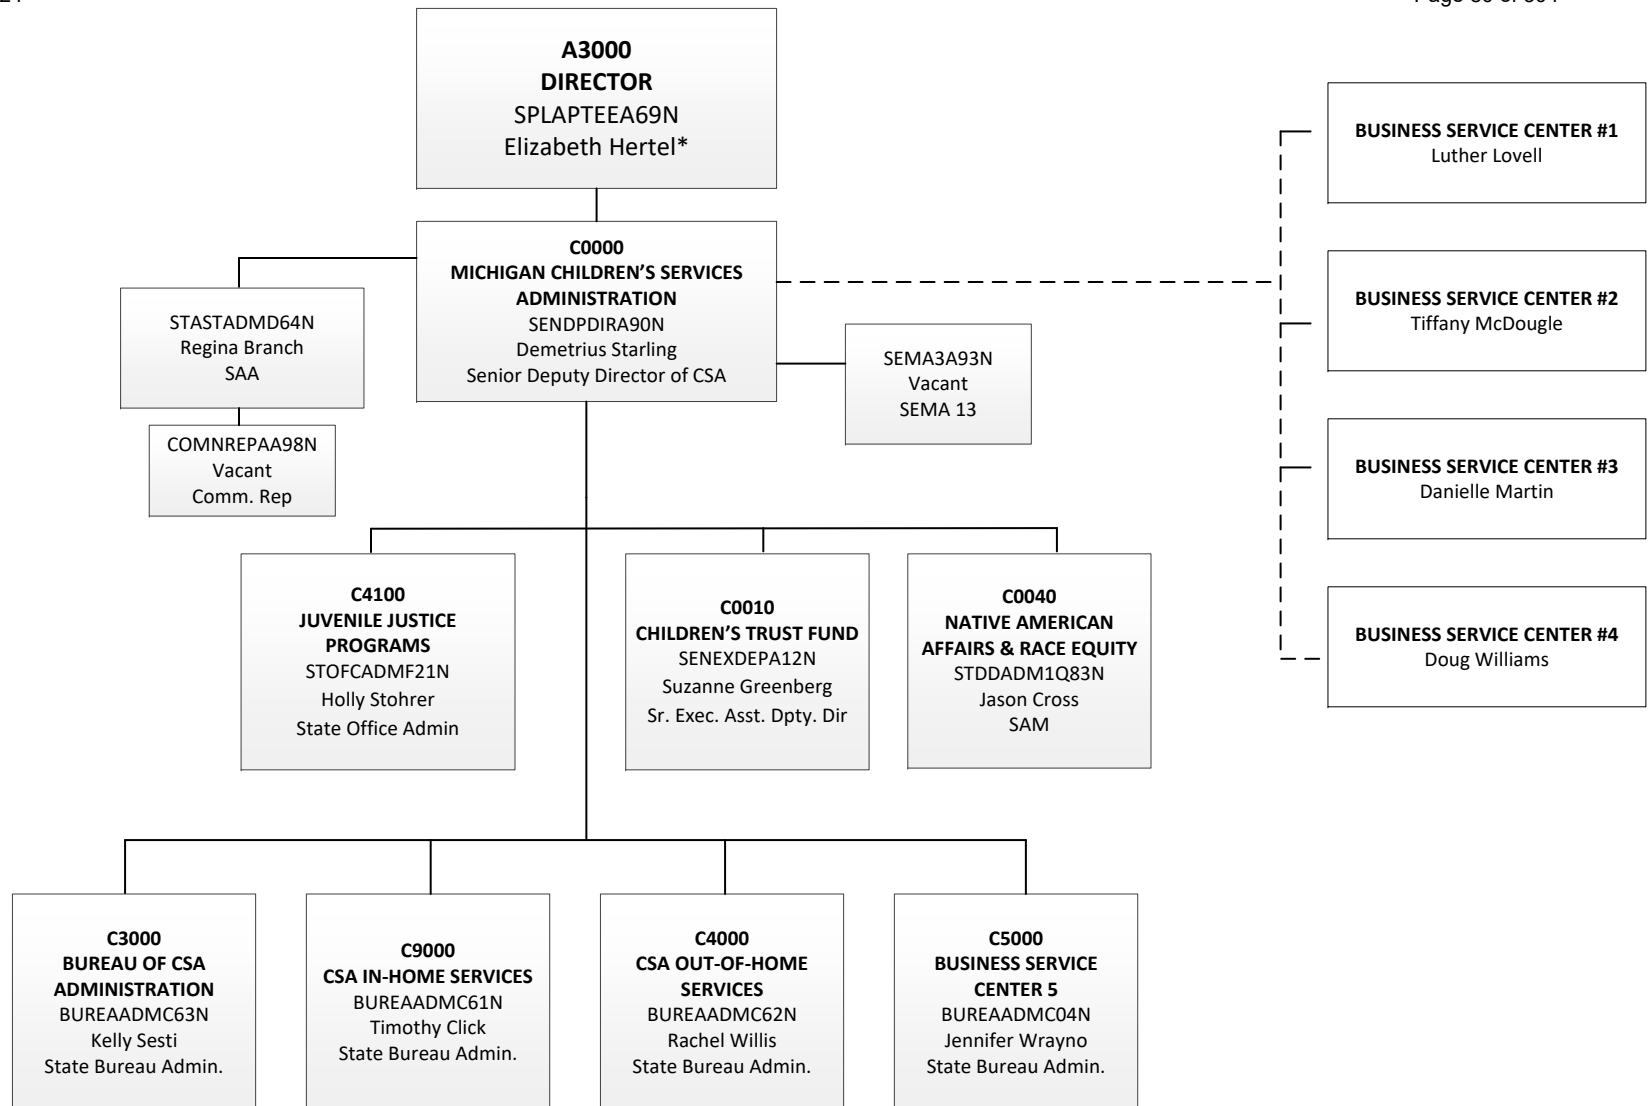 A3000
DIRECTOR
SPLAPTEEA69N
Elizabeth Hertel*
C0000
MICHIGAN CHILDREN'S SERVICES
ADMINISTRATION
SENDPDIRA90N
Demetrius Starling
Senior Deputy Director of CSA
STASTADMD64N
Regina Branch
SAA
COMNREPAA98N
Vacant
Comm. Rep
SEMA3A93N
Vacant
SEMA 13
BUSINESS SERVICE CENTER #1
Luther Lovell
BUSINESS SERVICE CENTER #2
Tiffany McDougle
BUSINESS SERVICE CENTER #3
Danielle Martin
BUSINESS SERVICE CENTER #4
Doug Williams
C4100
JUVENILE JUSTICE
PROGRAMS
STOFCADMF21N
Holly Stohrer
State Office Admin
C0010
CHILDREN'S TRUST FUND
SENEXDEPA12N
Suzanne Greenberg
Sr. Exec. Asst. Dpty. Dir
C0040
NATIVE AMERICAN
AFFAIRS & RACE EQUITY
STDDADM1Q83N
Jason Cross
SAM
C3000
BUREAU OF CSA
ADMINISTRATION
BUREAADMC63N
Kelly Sesti
State Bureau Admin.
C9000
CSA IN-HOME SERVICES
BUREAADMC61N
Timothy Click
State Bureau Admin.
C4000
CSA OUT-OF-HOME
SERVICES
BUREAADMC62N
Rachel Willis
State Bureau Admin.
C5000
BUSINESS SERVICE
CENTER 5
BUREAADMC04N
Jennifer Wrayno
State Bureau Admin.